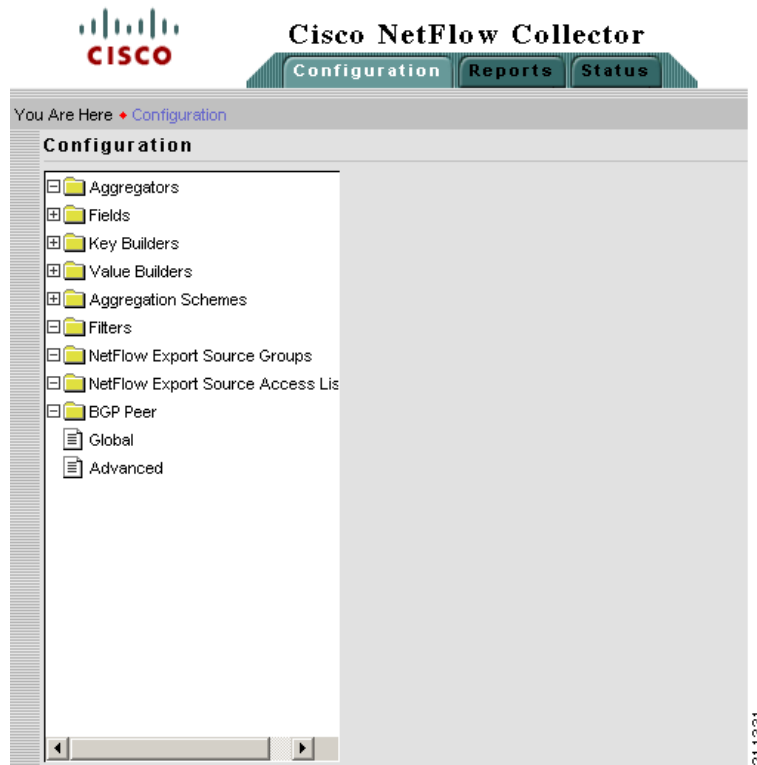 CISCO
Cisco NetFlow Collector
Configuration Reports Status
You Are Here Configuration
Configuration
Aggregators
Fields
Key Builders
Value Builders
Aggregation Schemes
Filters
NetFlow Export Source Groups
NetFlow Export Source Access Lis
BGP Peer
Global
Advanced